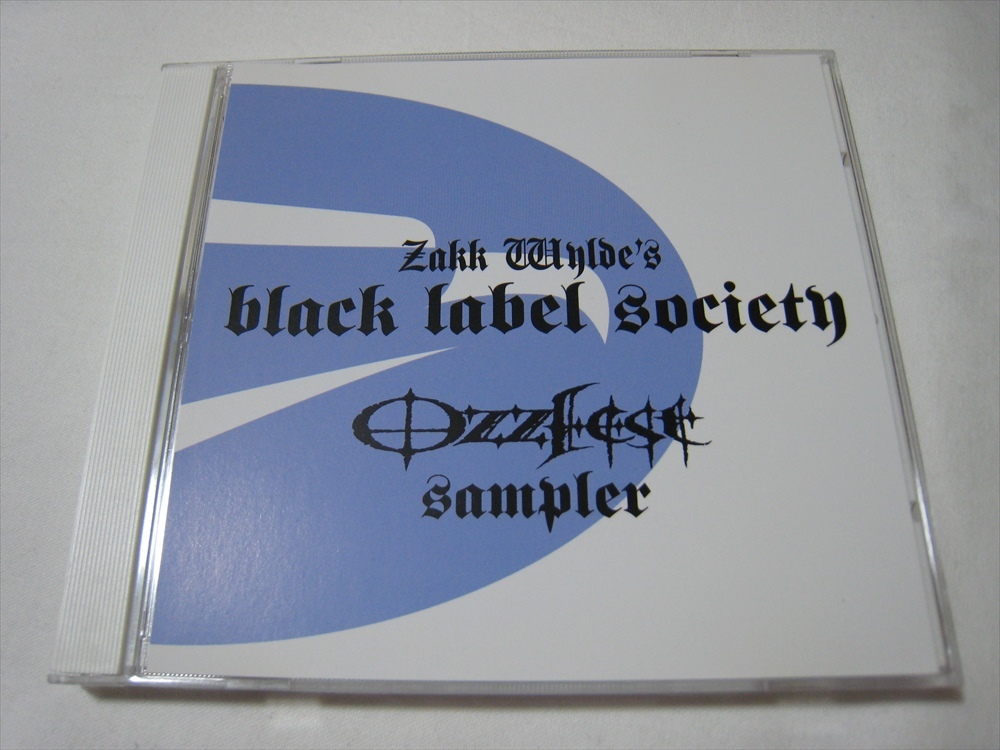 Zakk Wylde's
black label society
Ozzfest
sampler